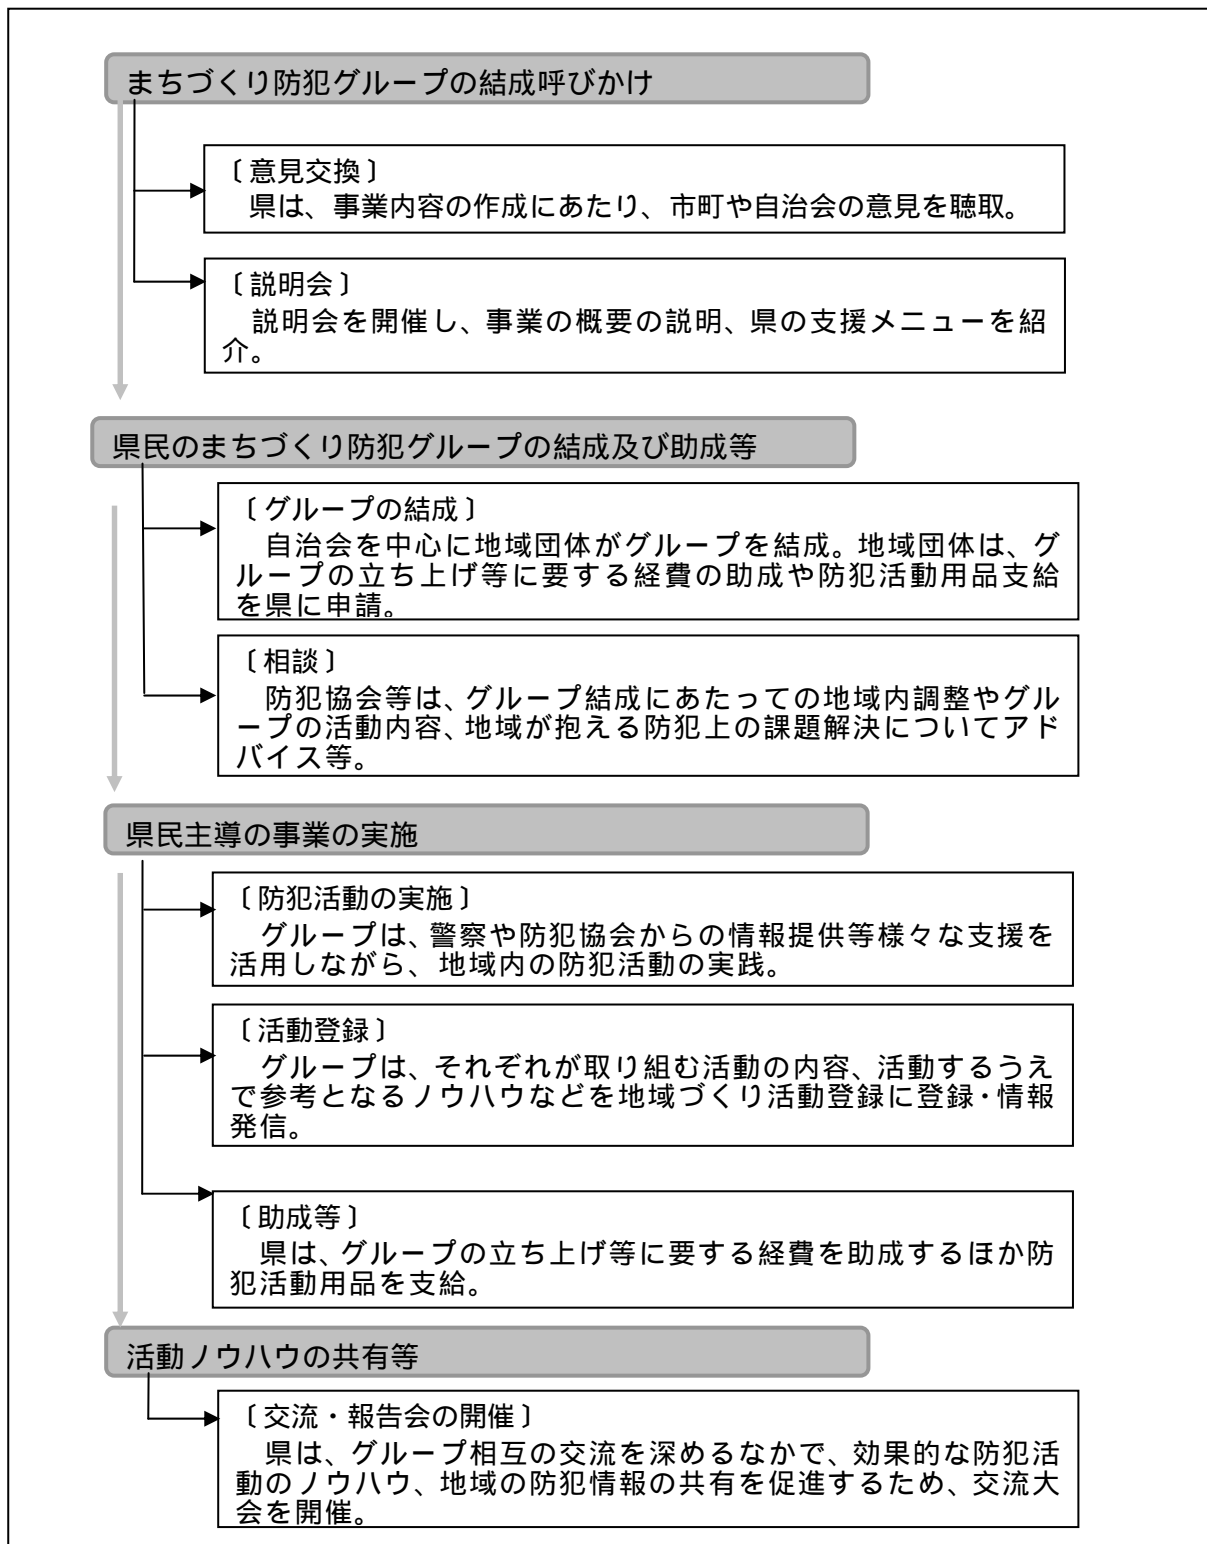 まちづくり防犯グループの結成呼びかけ
〔意見交換〕
県は、事業内容の作成にあたり、市町や自治会の意見を聴取。
〔説明会〕
説明会を開催し、事業の概要の説明、県の支援メニューを紹
介。
県民のまちづくり防犯グループの結成及び助成等
〔グループの結成〕
自治会を中心に地域団体がグループを結成。地域団体は、グ
ループの立ち上げ等に要する経費の助成や防犯活動用品支給
を県に申請。
〔相談〕
防犯協会等は、グループ結成にあたっての地域内調整やグル
ープの活動内容、地域が抱える防犯上の課題解決についてアド
バイス等。
県民主導の事業の実施
〔防犯活動の実施〕
グループは、警察や防犯協会からの情報提供等様々な支援を
活用しながら、地域内の防犯活動の実践。
〔活動登録〕
グループは、それぞれが取り組む活動の内容、活動するうえ
で参考となるノウハウなどを地域づくり活動登録に登録・情報
発信。
〔助成等〕
県は、グループの立ち上げ等に要する経費を助成するほか防
犯活動用品を支給。
活動ノウハウの共有等
〔交流・報告会の開催〕
県は、グループ相互の交流を深めるなかで、効果的な防犯活
動のノウハウ、地域の防犯情報の共有を促進するため、交流大
会を開催。